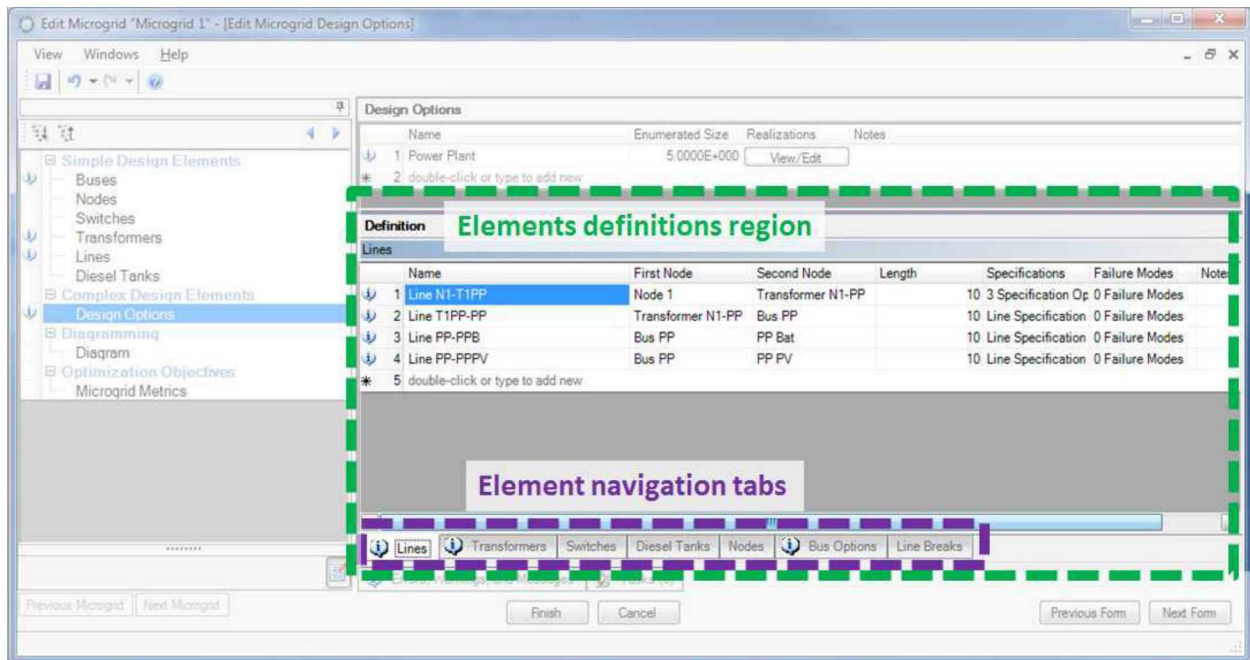 Edit Microgrid "Microgrid 1" - [Edit Microgrid Design Options]
View Windows Help
Design Options
Name Enumerated Size Realizations Notes
1 Power Plant 5.0000E+000 View/Edit
2 double-click or type to add new
Simple Design Elements
Buses
Nodes
Switches
Transformers
Lines
Diesel Tanks
Complex Design Elements
Design Options
Diagramming
Diagram
Optimization Objectives
Microgrid Metrics
Definition
Elements definitions region
Lines
Name First Node Second Node Length Specifications Failure Modes Notes
1 Line N1-T1PP Node 1 Transformer N1-PP 10 3 Specification Op 0 Failure Modes
2 Line T1PP-PP Transformer N1-PP Bus PP 10 Line Specification 0 Failure Modes
3 Line PP-PPB Bus PP PP Bat 10 Line Specification 0 Failure Modes
4 Line PP-PPPV Bus PP PP PV 10 Line Specification 0 Failure Modes
5 double-click or type to add new
Element navigation tabs
Lines Transformers Switches Diesel Tanks Nodes Bus Options Line Breaks
Previous Microgrid Next Microgrid
Finish Cancel
Previous Form Next Form